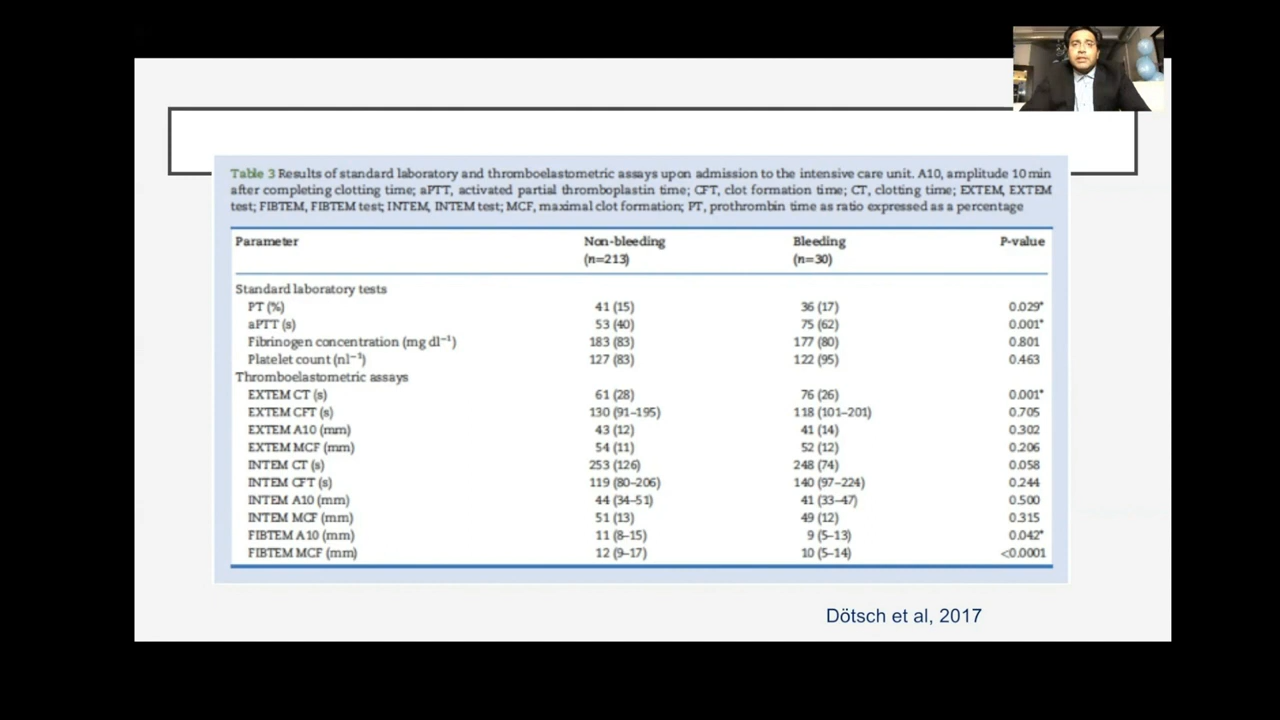 Table 3 Results of standard laboratory and thromboelastometric assays upon admission to the intensive care unit. A10, amplitude 10 min
after completing clotting time; aPTT, activated partial thromboplastin time; CFT, clot formation time; CT, clotting time; EXTEM, EXTEM
test; FIBTEM, FIBTEM test; INTEM, INTEM test; MCF, maximal clot formation; PT, prothrombin time as ratio expressed as a percentage
Parameter Non-bleeding Bleeding P-value
(n=213) (n=30)
Standard laboratory tests
PT (%) 41 (15) 36 (17) 0.029*
aPTT (s) 53 (40) 75 (62) 0.001*
Fibrinogen concentration (mg dl⁻¹) 183 (83) 177 (80) 0.801
Platelet count (nl⁻¹) 127 (83) 122 (95) 0.463
Thromboelastometric assays
EXTEM CT (s) 61 (28) 76 (26) 0.001*
EXTEM CFT (s) 130 (91–195) 118 (101–201) 0.705
EXTEM A10 (mm) 43 (12) 41 (14) 0.302
EXTEM MCF (mm) 54 (11) 52 (12) 0.206
INTEM CT (s) 253 (126) 248 (74) 0.058
INTEM CFT (s) 119 (80–206) 140 (97–224) 0.244
INTEM A10 (mm) 44 (34–51) 41 (33–47) 0.500
INTEM MCF (mm) 51 (13) 49 (12) 0.315
FIBTEM A10 (mm) 11 (8–15) 9 (5–13) 0.042*
FIBTEM MCF (mm) 12 (9–17) 10 (5–14) <0.0001
Dötsch et al, 2017